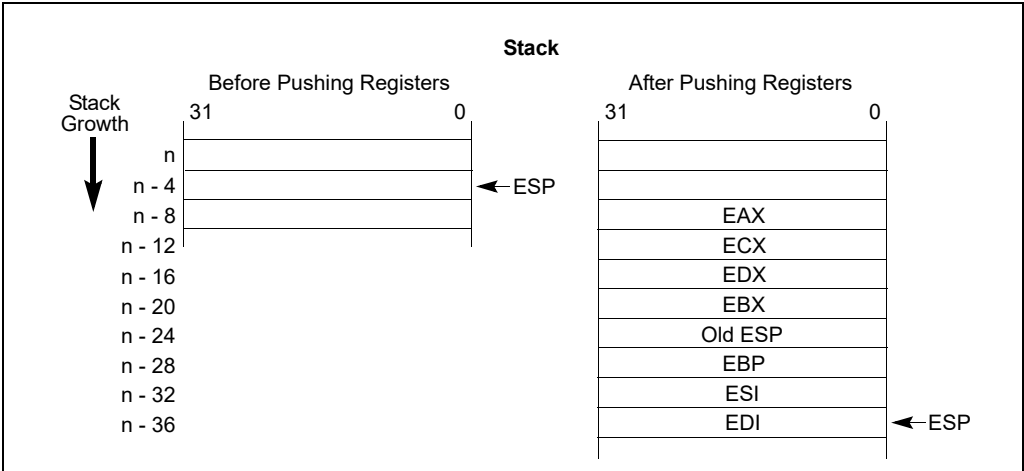 Stack
Before Pushing Registers
After Pushing Registers
Stack
Growth
31 0
31 0
n
n - 4
ESP
n - 8
EAX
n - 12
ECX
n - 16
EDX
n - 20
EBX
n - 24
Old ESP
n - 28
EBP
n - 32
ESI
n - 36
EDI
ESP